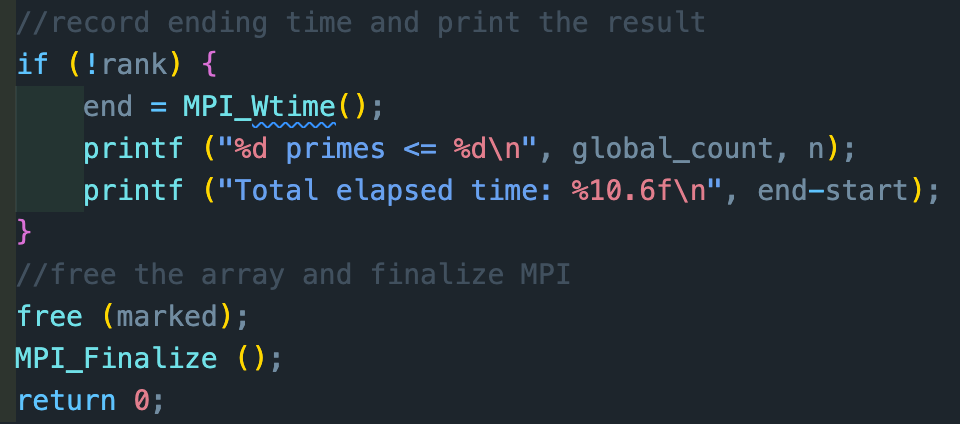 //record ending time and print the result
if (!rank) {
    end = MPI_Wtime();
    printf ("%d primes <= %d\n", global_count, n);
    printf ("Total elapsed time: %10.6f\n", end-start);
}
//free the array and finalize MPI
free (marked);
MPI_Finalize ();
return 0;